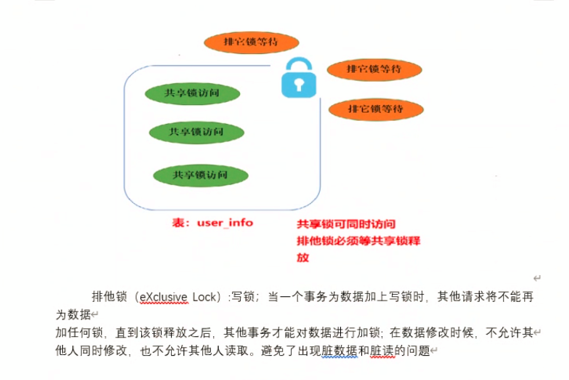 排它锁等待
排它锁等待
共享锁访问
排它锁等待
共享锁访问
共享锁访问
表：user_info
共享锁可同时访问
排他锁必须等共享锁释
放
排他锁（eXclusive Lock）:写锁；当一个事务为数据加上写锁时，其他请求将不能再
为数据
加任何锁，直到该锁释放之后，其他事务才能对数据进行加锁；在数据修改时候，不允许其
他人同时修改，也不允许其他人读取。避免了出现脏数据和脏读的问题